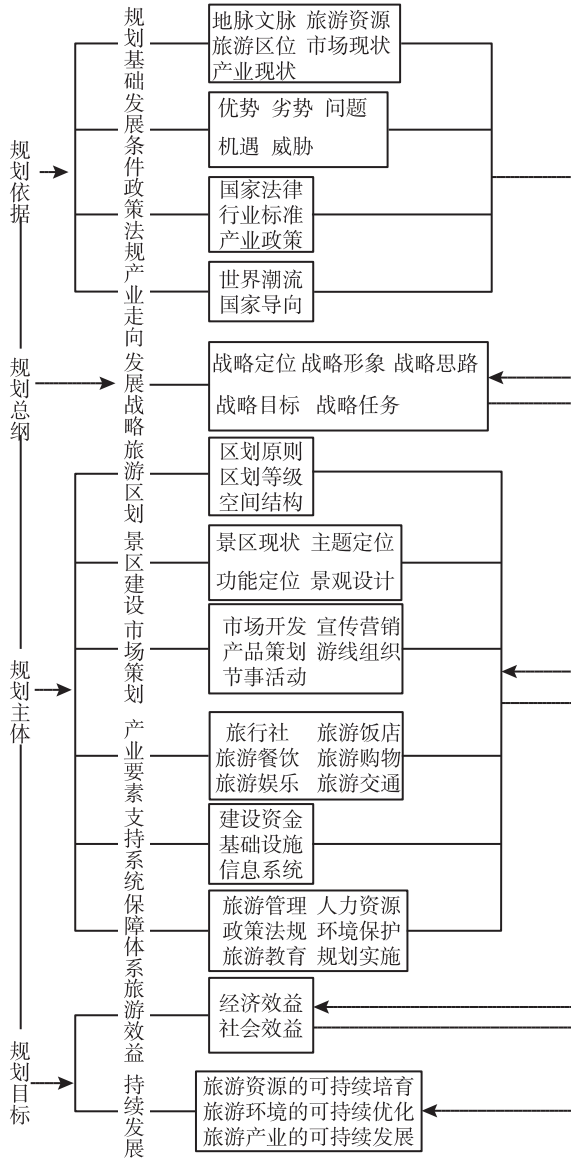 规划依据
规划基础
地脉文脉 旅游资源
旅游区位 市场现状
产业现状
发展条件
优势 劣势 问题
机遇 威胁
政策法规
国家法律
行业标准
产业政策
产业走向
世界潮流
国家导向
规划总纲
发展战略
战略定位 战略形象 战略思路
战略目标 战略任务
规划主体
旅游区划
区划原则
区划等级
空间结构
景区建设
景区现状 主题定位
功能定位 景观设计
市场策划
市场开发 宣传营销
产品策划 游线组织
节事活动
产业要素
旅行社 旅游饭店
旅游餐饮 旅游购物
旅游娱乐 旅游交通
支持系统
建设资金
基础设施
信息系统
保障体系
旅游管理 人力资源
政策法规 环境保护
旅游教育 规划实施
规划目标
旅游效益
经济效益
社会效益
持续发展
旅游资源的可持续培育
旅游环境的可持续优化
旅游产业的可持续发展